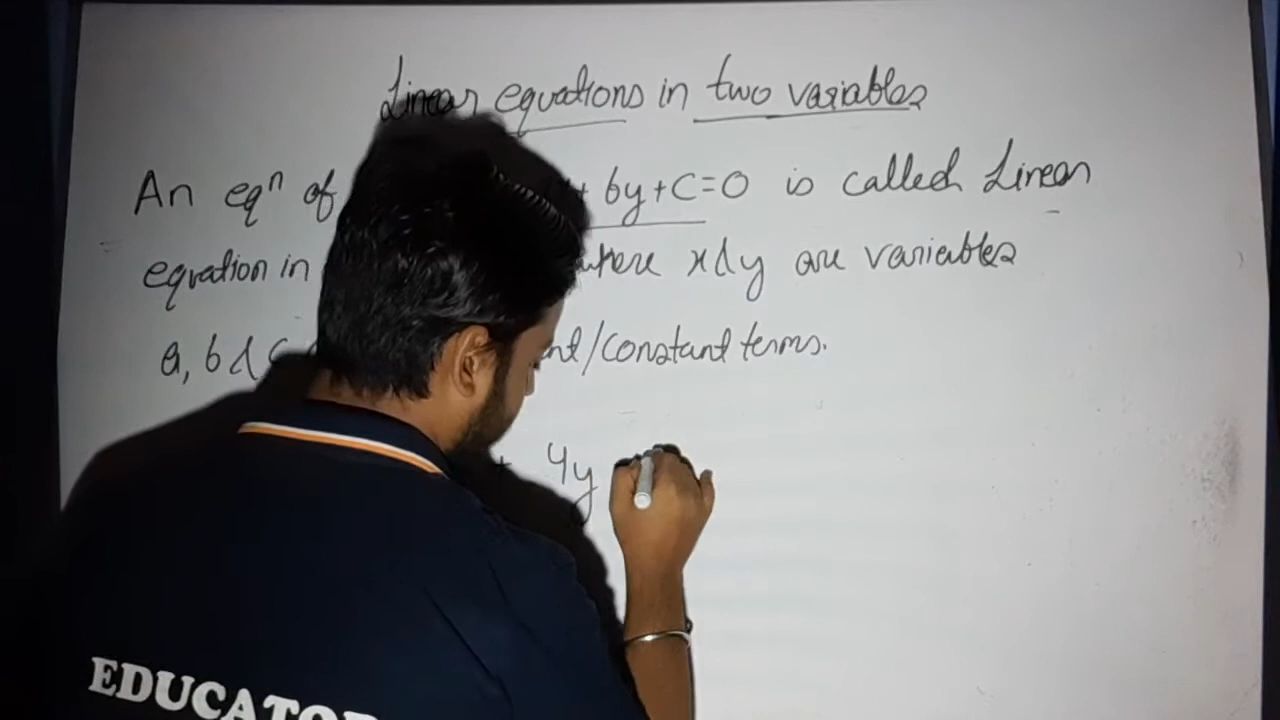 Linear equations in two variables
An eqⁿ of + by + C = 0 is called Linear
equation in where x & y are variables
a, b & c nt/constant terms.
+ 4y
EDUCATOR